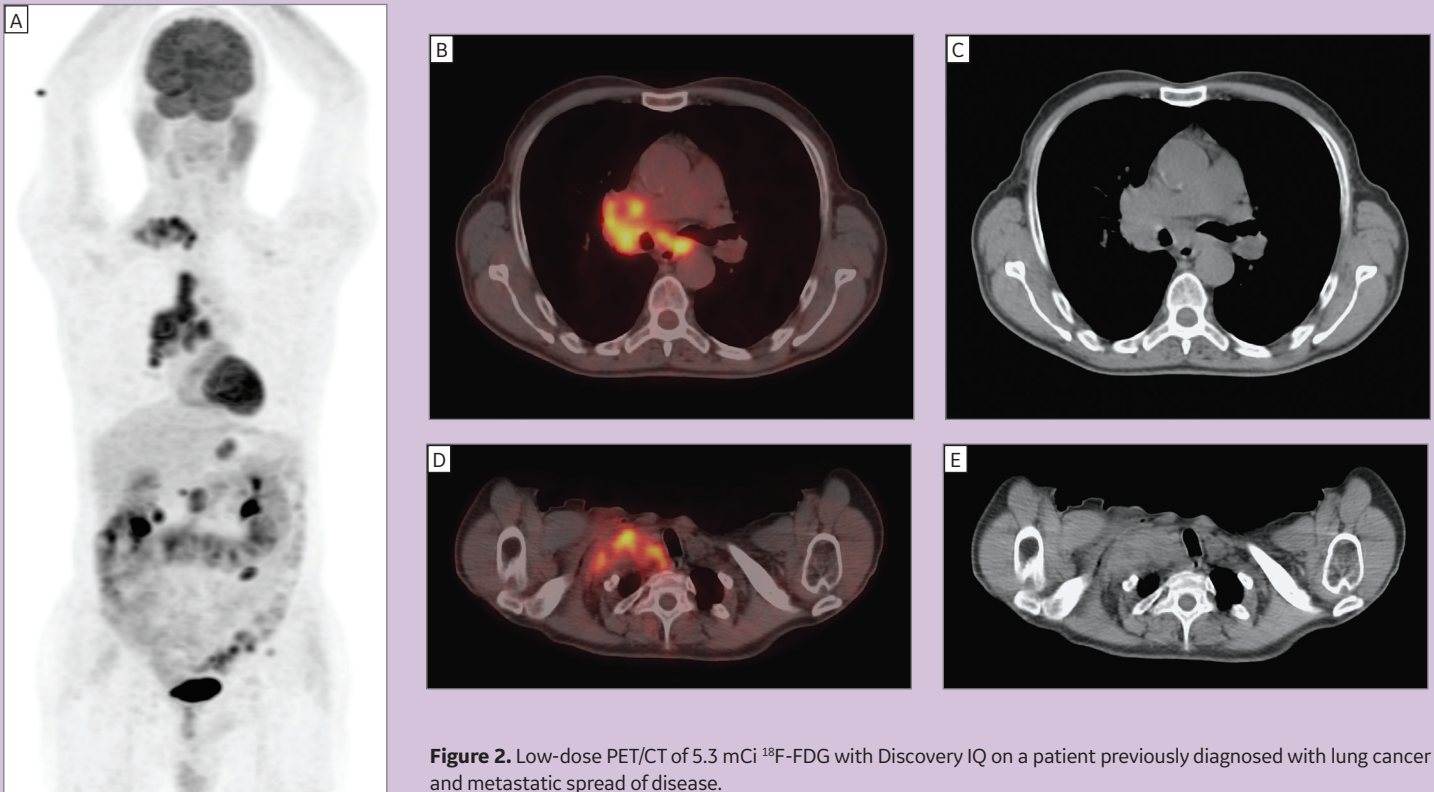 A
B
C
D
E
Figure 2. Low-dose PET/CT of 5.3 mCi ¹⁸F-FDG with Discovery IQ on a patient previously diagnosed with lung cancer
and metastatic spread of disease.